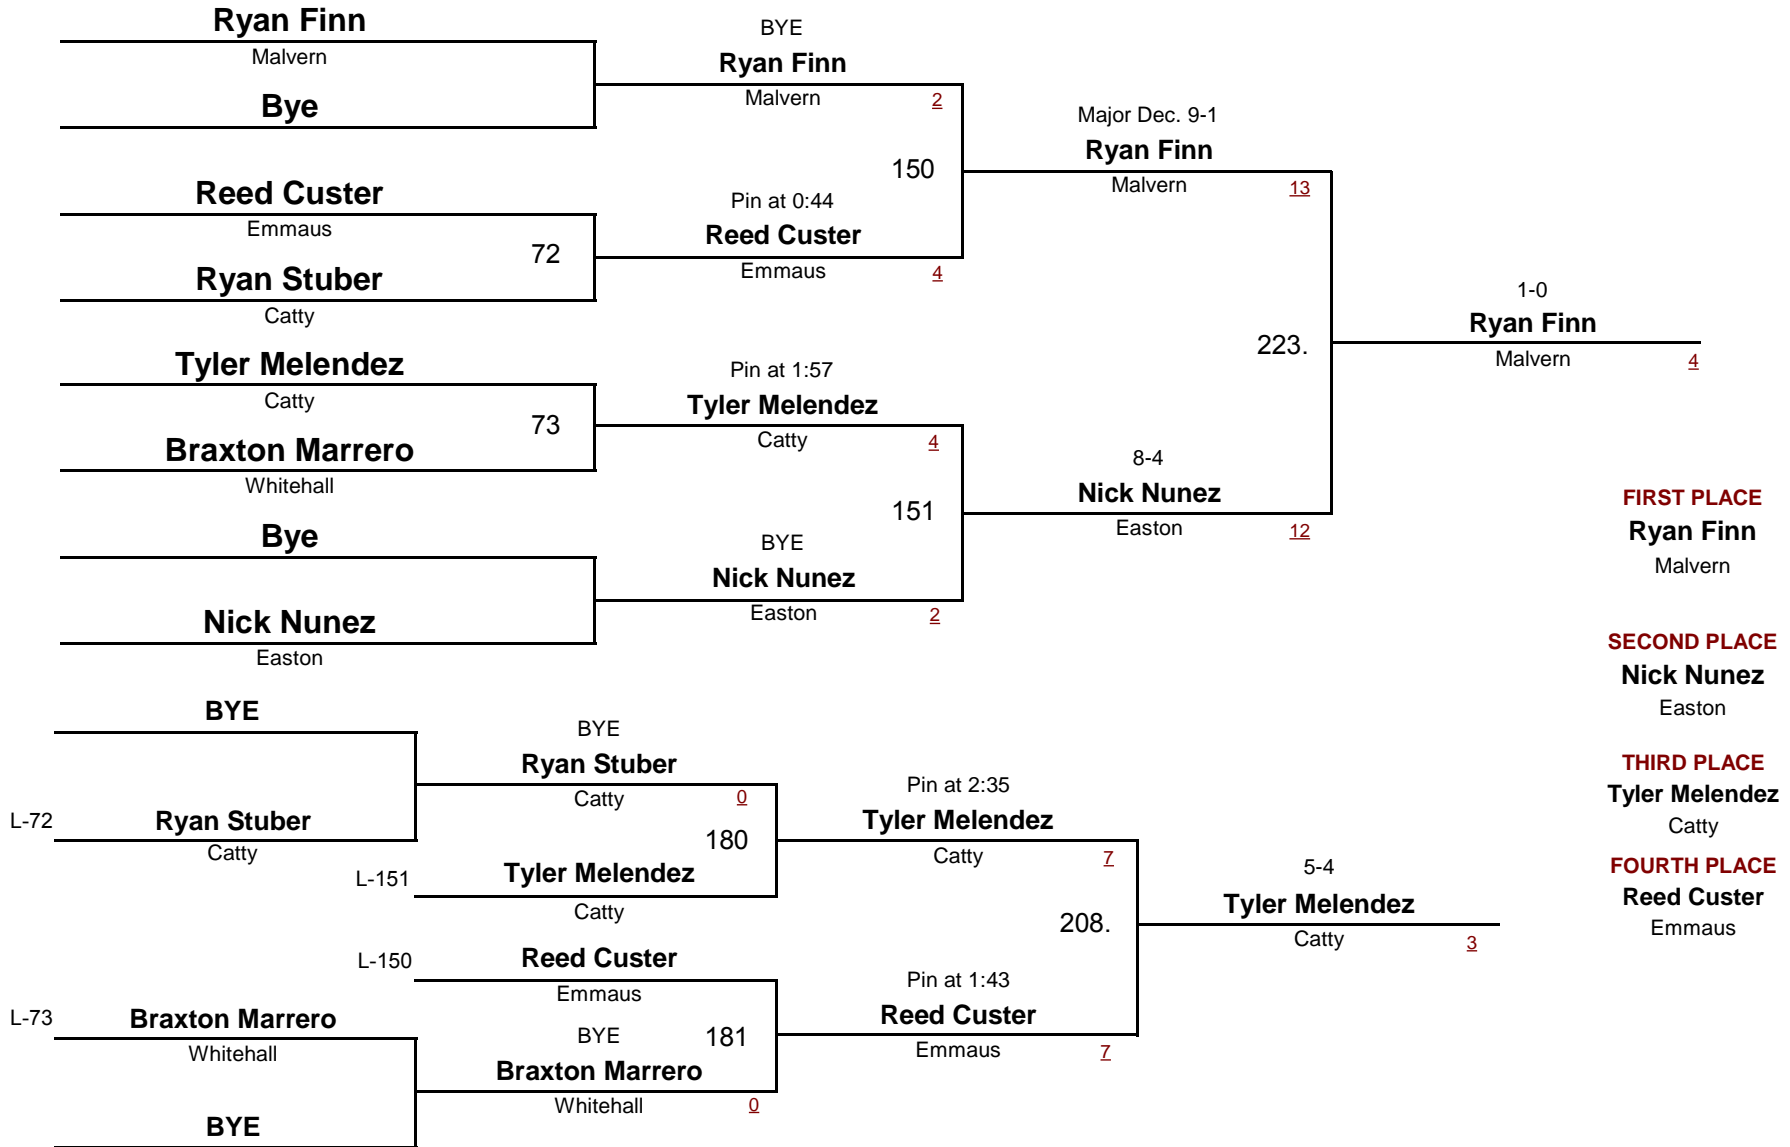 Ryan Finn
Malvern
Bye
BYE
Ryan Finn
Malvern
2
Reed Custer
Emmaus
72
Ryan Stuber
Catty
Pin at 0:44
Reed Custer
Emmaus
4
150
Major Dec. 9-1
Ryan Finn
Malvern
13
Tyler Melendez
Catty
73
Braxton Marrero
Whitehall
Pin at 1:57
Tyler Melendez
Catty
4
Bye
Nick Nunez
Easton
BYE
Nick Nunez
Easton
2
151
8-4
Nick Nunez
Easton
12
223.
1-0
Ryan Finn
Malvern
4
FIRST PLACE
Ryan Finn
Malvern
SECOND PLACE
Nick Nunez
Easton
THIRD PLACE
Tyler Melendez
Catty
FOURTH PLACE
Reed Custer
Emmaus
BYE
L-72
Ryan Stuber
Catty
BYE
Ryan Stuber
Catty
0
180
L-151
Tyler Melendez
Catty
Pin at 2:35
Tyler Melendez
Catty
7
L-150
Reed Custer
Emmaus
L-73
Braxton Marrero
Whitehall
BYE
BYE
181
Braxton Marrero
Whitehall
0
Pin at 1:43
Reed Custer
Emmaus
7
208.
5-4
Tyler Melendez
Catty
3